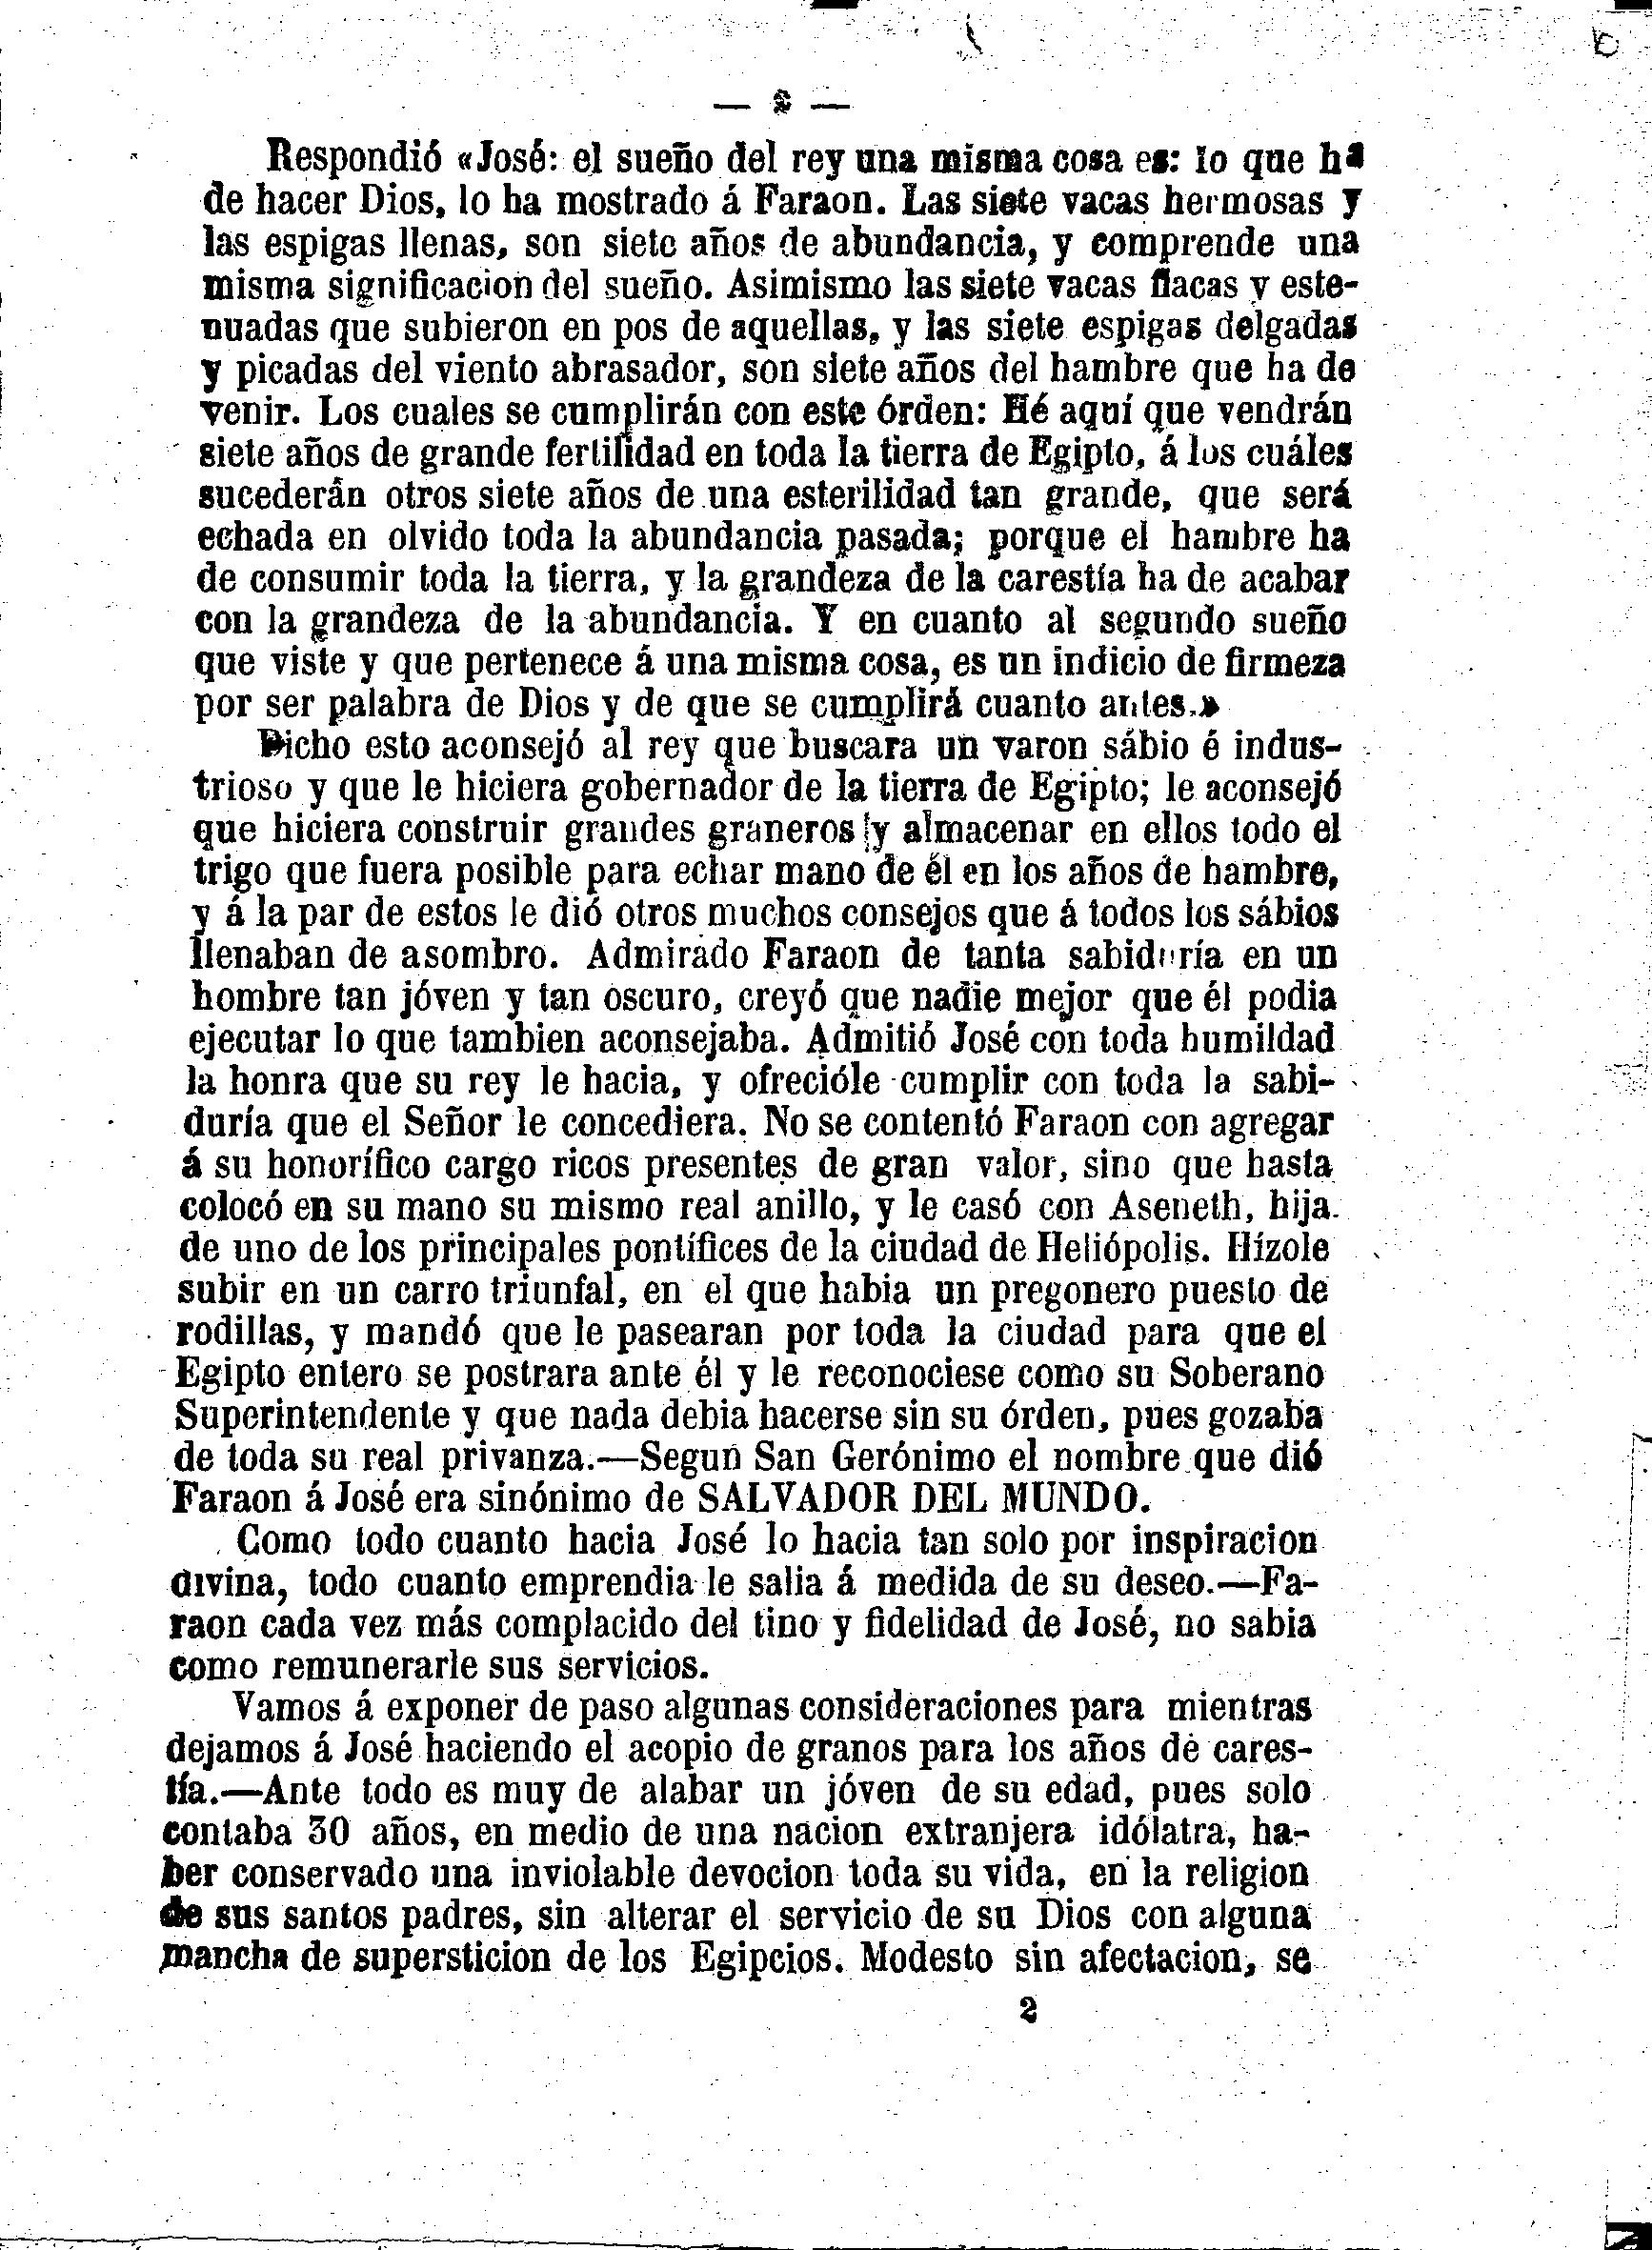 Respondió «José: el sueño del rey una misma cosa es: lo que ha
de hacer Dios, lo ha mostrado á Faraon. Las siete vacas hermosas y
las espigas llenas, son siete años de abundancia, y comprende una
misma significacion del sueño. Asimismo las siete vacas flacas y este-
nuadas que subieron en pos de aquellas, y las siete espigas delgadas
y picadas del viento abrasador, son siete años del hambre que ha de
venir. Los cuales se cumplirán con este órden: Hé aquí que vendrán
siete años de grande fertilidad en toda la tierra de Egipto, á los cuáles
sucederán otros siete años de una esterilidad tan grande, que será
echada en olvido toda la abundancia pasada; porque el hambre ha
de consumir toda la tierra, y la grandeza de la carestía ha de acabar
con la grandeza de la abundancia. Y en cuanto al segundo sueño
que viste y que pertenece á una misma cosa, es un indicio de firmeza
por ser palabra de Dios y de que se cumplirá cuanto antes.»
Dicho esto aconsejó al rey que buscara un varon sábio é indus-
trioso y que le hiciera gobernador de la tierra de Egipto; le aconsejó
que hiciera construir grandes graneros y almacenar en ellos todo el
trigo que fuera posible para echar mano de él en los años de hambre,
y á la par de estos le dió otros muchos consejos que á todos los sábios
llenaban de asombro. Admirado Faraon de tanta sabiduría en un
hombre tan jóven y tan oscuro, creyó que nadie mejor que él podia
ejecutar lo que tambien aconsejaba. Admitió José con toda humildad
la honra que su rey le hacia, y ofrecióle cumplir con toda la sabi-
duría que el Señor le concediera. No se contentó Faraon con agregar
á su honorífico cargo ricos presentes de gran valor, sino que hasta
colocó en su mano su mismo real anillo, y le casó con Aseneth, hija
de uno de los principales pontífices de la ciudad de Heliópolis. Hízole
subir en un carro triunfal, en el que habia un pregonero puesto de
rodillas, y mandó que le pasearan por toda la ciudad para que el
Egipto entero se postrara ante él y le reconociese como su Soberano
Superintendente y que nada debia hacerse sin su órden, pues gozaba
de toda su real privanza.—Segun San Gerónimo el nombre que dió
Faraon á José era sinónimo de SALVADOR DEL MUNDO.
Como todo cuanto hacia José lo hacia tan solo por inspiracion
divina, todo cuanto emprendia le salia á medida de su deseo.—Fa-
raon cada vez más complacido del tino y fidelidad de José, no sabia
como remunerarle sus servicios.
Vamos á exponer de paso algunas consideraciones para mientras
dejamos á José haciendo el acopio de granos para los años de cares-
tía.—Ante todo es muy de alabar un jóven de su edad, pues solo
contaba 30 años, en medio de una nacion extranjera idólatra, ha-
ber conservado una inviolable devocion toda su vida, en la religion
de sus santos padres, sin alterar el servicio de su Dios con alguna
mancha de supersticion de los Egipcios. Modesto sin afectacion, se
2